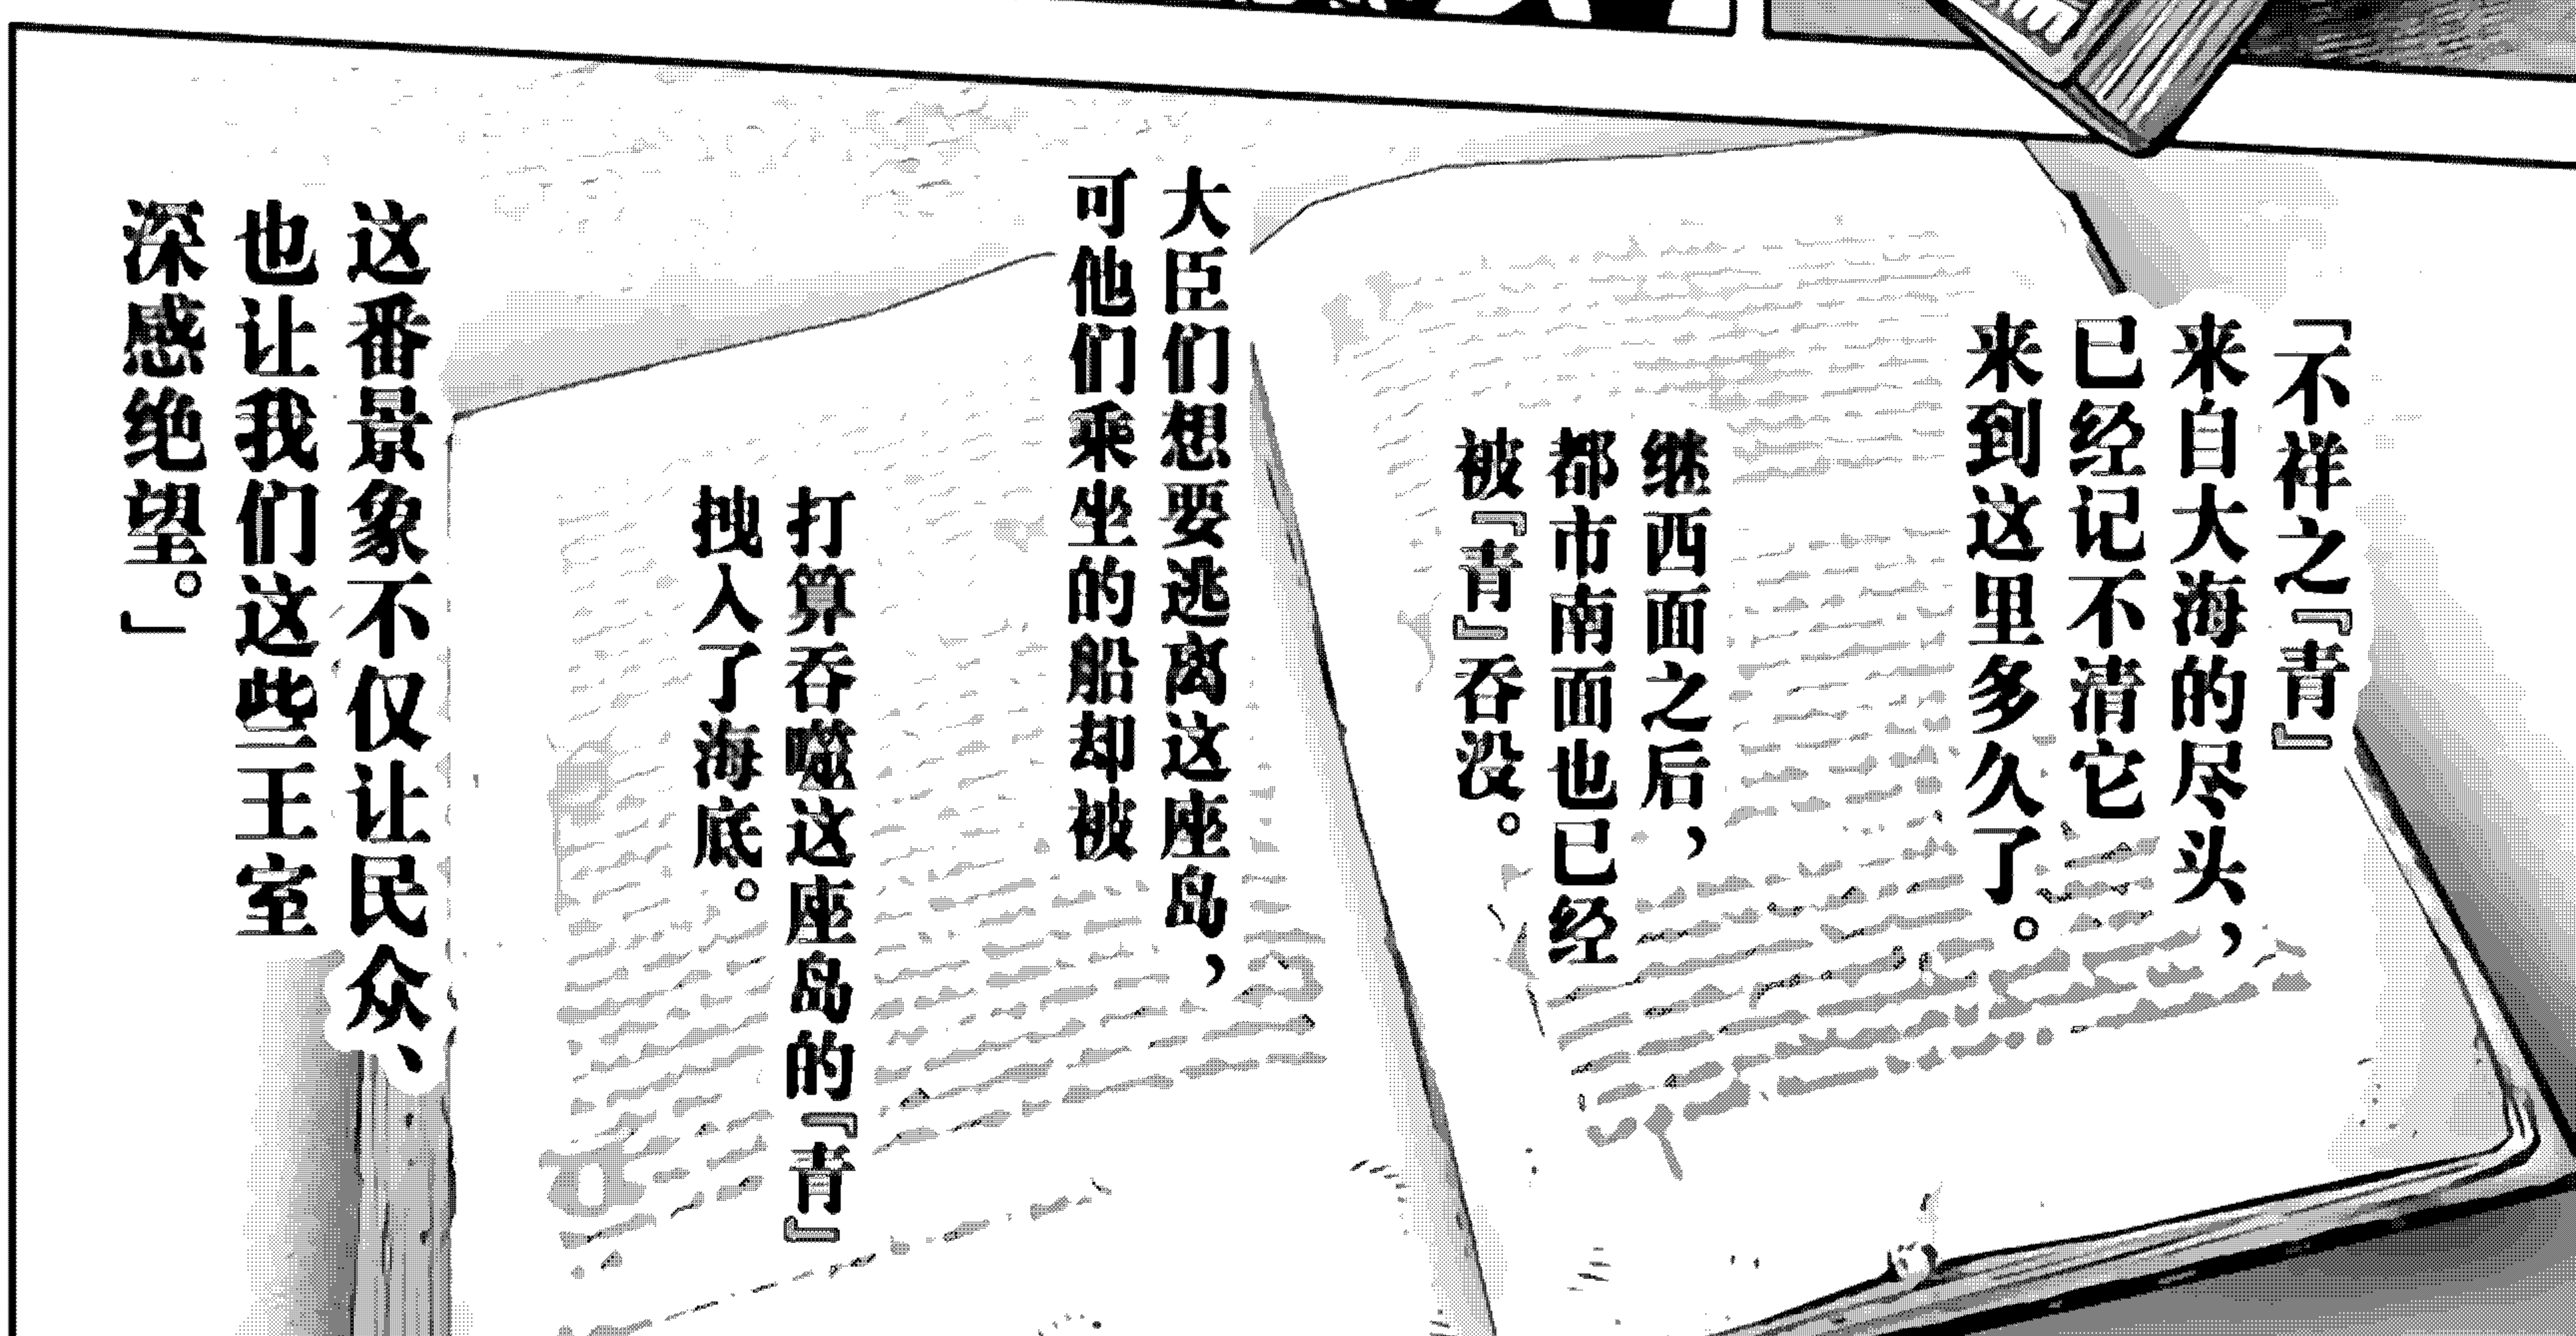 「不祥之『青』
来自大海的尽头，
已经记不清它
来到这里多久了。
继西面之后，
都市南面也已经
被『青』吞没。
大臣们想要逃离这座岛，
可他们乘坐的船却被
打算吞噬这座岛的『青』
拽入了海底。
这番景象不仅让民众、
也让我们这些王室
深感绝望。」